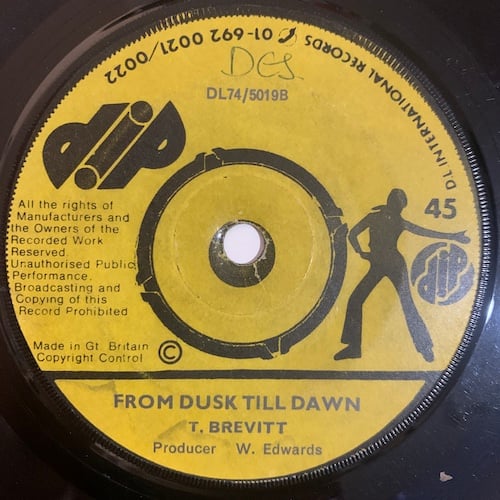 D L INTERNATIONAL RECORDS 01-692 0021/0022
DCS
DL74/5019B
dip
45
dip
All the rights of
Manufacturers and
the Owners of the
Recorded Work
Reserved.
Unauthorised Public
Performance.
Broadcasting and
Copying of this
Record Prohibited
Made in Gt. Britain
Copyright Control
©
FROM DUSK TILL DAWN
T. BREVITT
Producer W. Edwards